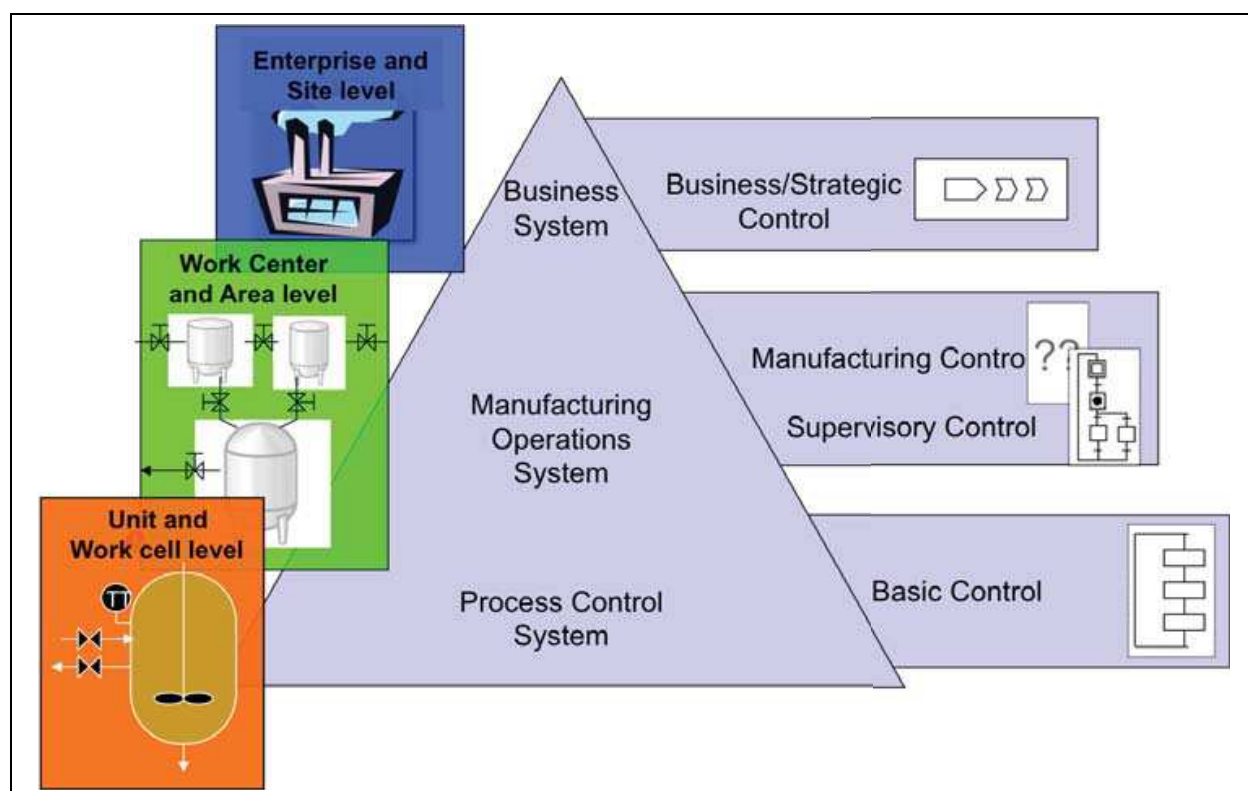 Enterprise and
Site level
Business
System
Business/Strategic
Control
Work Center
and Area level
Manufacturing
Operations
System
Manufacturing Contro
??
Supervisory Control
Unit and
Work cell level
TT
Process Control
System
Basic Control